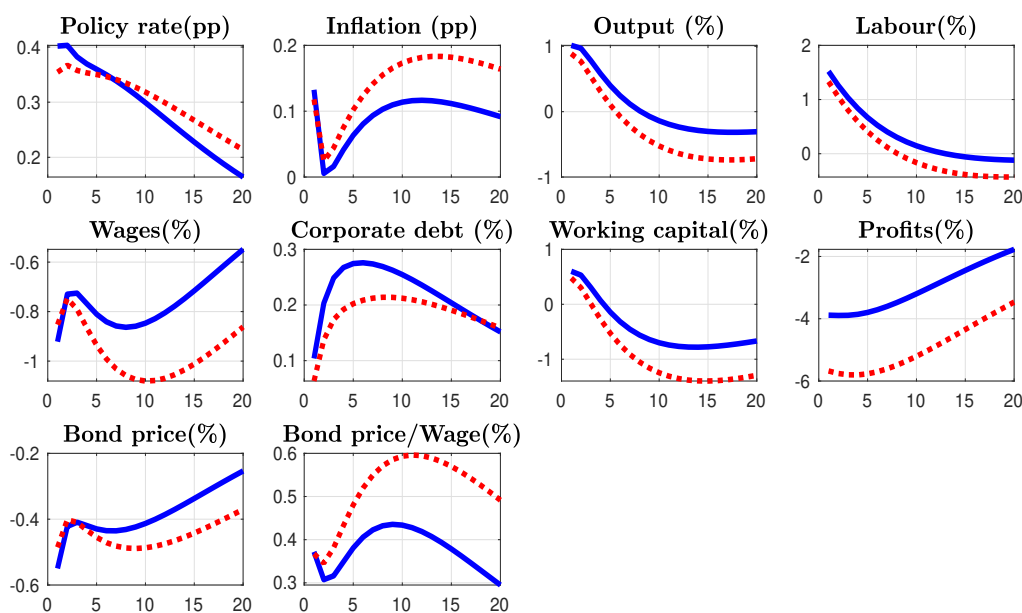 Policy rate(pp) Inflation (pp) Output (%) Labour(%)
0.4 0.2 1 2
0.3 0.1 0 1
0.2 0 -1 0
0 5 10 15 20 0 5 10 15 20 0 5 10 15 20 0 5 10 15 20
Wages(%) Corporate debt (%) Working capital(%) Profits(%)
-0.6 0.3 1 -2
-0.8 0.2 0 -4
-1 0.1 -1 -6
0 5 10 15 20 0 5 10 15 20 0 5 10 15 20 0 5 10 15 20
Bond price(%) Bond price/Wage(%)
-0.2 0.6
-0.4 0.5
-0.6 0.4
0.3
0 5 10 15 20 0 5 10 15 20